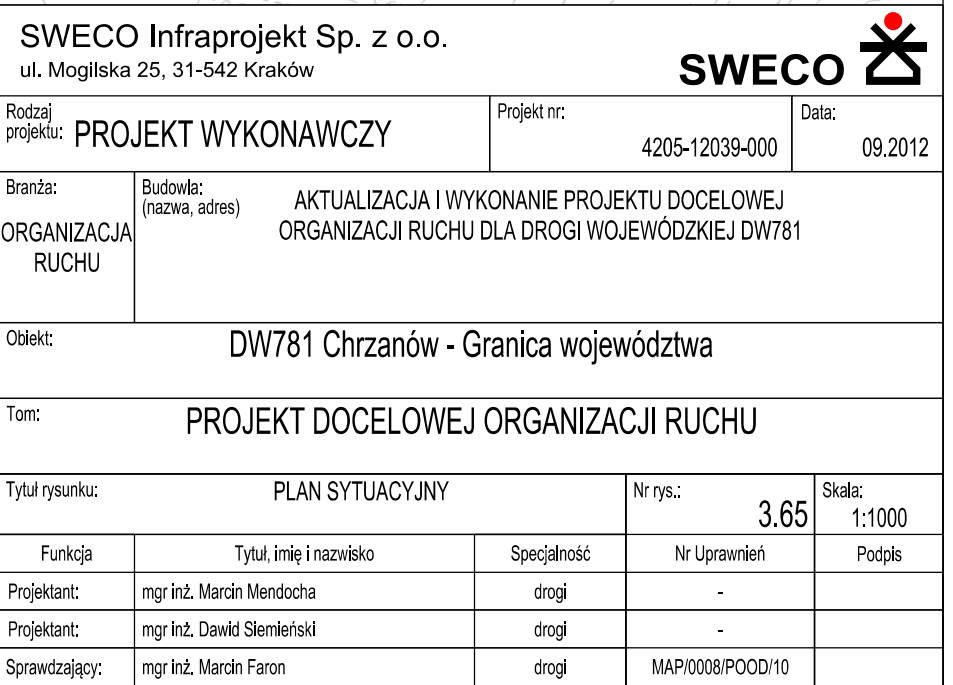 SWECO Infraprojekt Sp. z o.o.
ul. Mogilska 25, 31-542 Kraków
SWECO
Rodzaj projektu: PROJEKT WYKONAWCZY
Projekt nr:
4205-12039-000
Data:
09.2012
Branża:
ORGANIZACJA
RUCHU
Budowla:
(nazwa, adres)
AKTUALIZACJA I WYKONANIE PROJEKTU DOCELOWEJ
ORGANIZACJI RUCHU DLA DROGI WOJEWÓDZKIEJ DW781
Obiekt:
DW781 Chrzanów - Granica województwa
Tom:
PROJEKT DOCELOWEJ ORGANIZACJI RUCHU
Tytuł rysunku:
PLAN SYTUACYJNY
Nr rys.:
3.65
Skala:
1:1000
Funkcja Tytuł, imię i nazwisko Specjalność Nr Uprawnień Podpis
Projektant: mgr inż. Marcin Mendocha drogi -
Projektant: mgr inż. Dawid Siemieński drogi -
Sprawdzający: mgr inż. Marcin Faron drogi MAP/0008/POOD/10